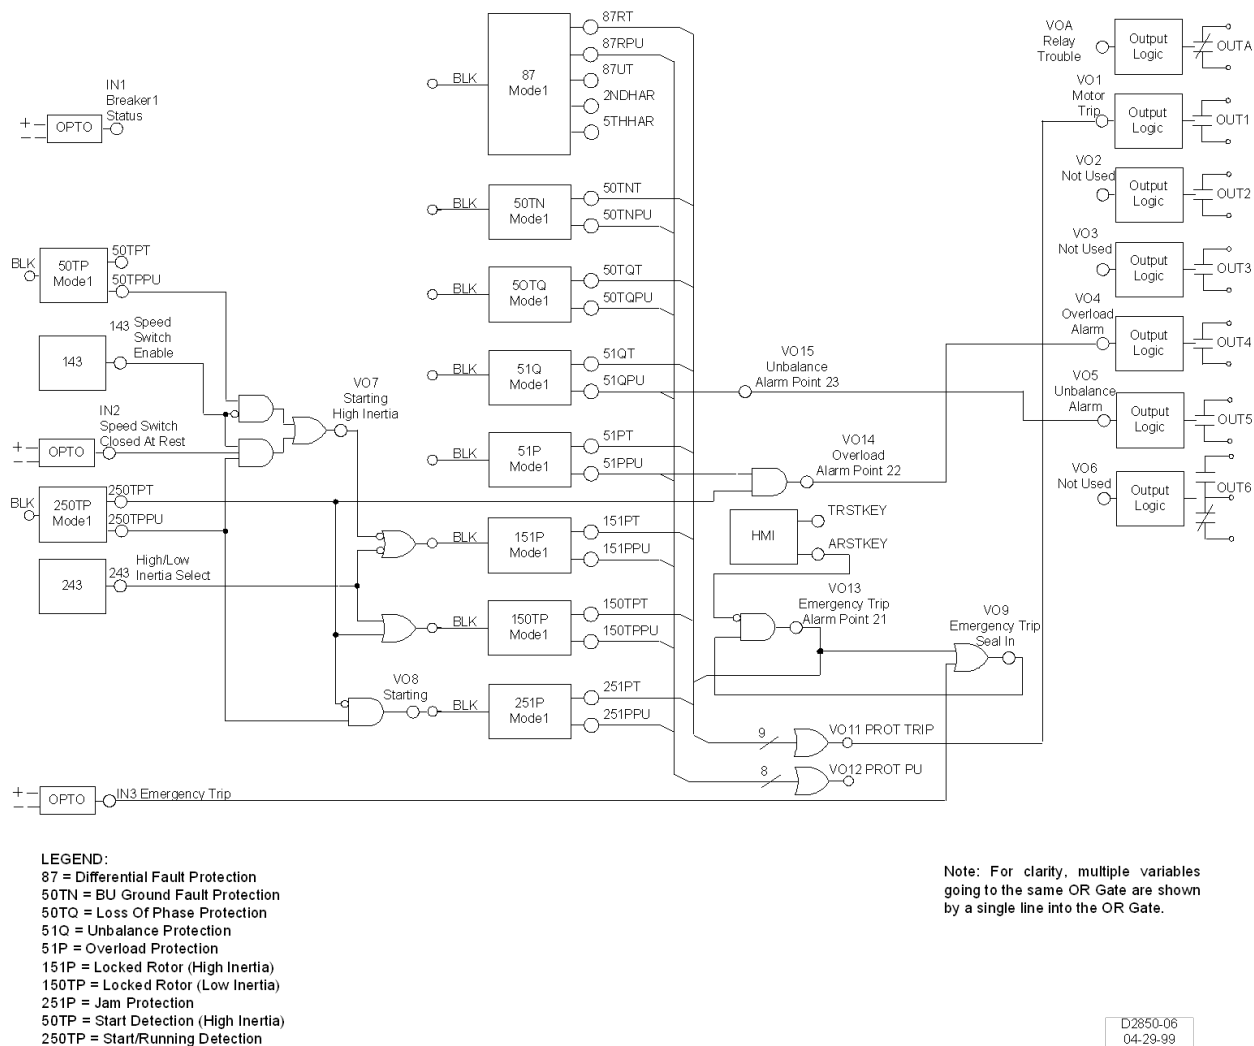 IN1
Breaker1
Status
+
–
OPTO
BLK
50TP
Mode1
50TPT
50TPPU
143
143 Speed
Switch
Enable
IN2
Speed Switch
Closed At Rest
+
–
OPTO
BLK
250TP
Mode1
250TPT
250TPPU
243
243
High/Low
Inertia Select
VO7
Starting
High Inertia
VO8
Starting
+
–
OPTO
IN3 Emergency Trip
BLK
87
Mode1
87RT
87RPU
87UT
2NDHAR
5THHAR
BLK
50TN
Mode1
50TNT
50TNPU
BLK
50TQ
Mode1
50TQT
50TQPU
BLK
51Q
Mode1
51QT
51QPU
BLK
51P
Mode1
51PT
51PPU
BLK
151P
Mode1
151PT
151PPU
BLK
150TP
Mode1
150TPT
150TPPU
BLK
251P
Mode1
251PT
251PPU
VO15
Unbalance
Alarm Point 23
VO14
Overload
Alarm Point 22
HMI
TRSTKEY
ARSTKEY
VO13
Emergency Trip
Alarm Point 21
VO9
Emergency Trip
Seal In
9
VO11 PROT TRIP
8
VO12 PROT PU
VOA
Relay
Trouble
Output
Logic
OUTA
VO1
Motor
Trip
Output
Logic
OUT1
VO2
Not Used
Output
Logic
OUT2
VO3
Not Used
Output
Logic
OUT3
VO4
Overload
Alarm
Output
Logic
OUT4
VO5
Unbalance
Alarm
Output
Logic
OUT5
VO6
Not Used
Output
Logic
OUT6
LEGEND:
87 = Differential Fault Protection
50TN = BU Ground Fault Protection
50TQ = Loss Of Phase Protection
51Q = Unbalance Protection
51P = Overload Protection
151P = Locked Rotor (High Inertia)
150TP = Locked Rotor (Low Inertia)
251P = Jam Protection
50TP = Start Detection (High Inertia)
250TP = Start/Running Detection
Note: For clarity, multiple variables
going to the same OR Gate are shown
by a single line into the OR Gate.
D2850-06
04-29-99